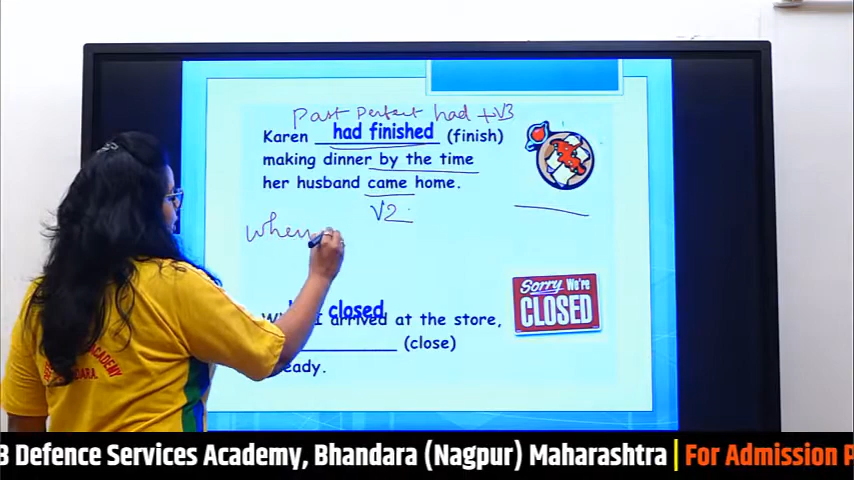 Past Perfect had + V3
Karen had finished (finish)
making dinner by the time
her husband came home.
V2
when
Sorry We're
CLOSED
closed
I arrived at the store,
(close)
ACADEMY
B Defence Services Academy, Bhandara (Nagpur) Maharashtra | For Admission